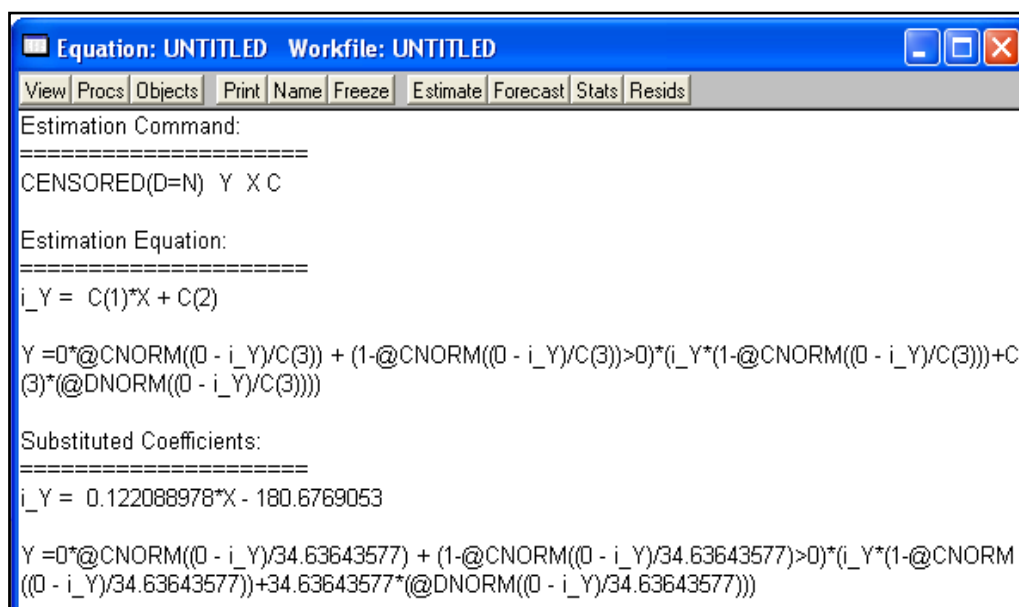 Equation: UNTITLED Workfile: UNTITLED
View Procs Objects Print Name Freeze Estimate Forecast Stats Resids
Estimation Command:
=====================
CENSORED(D=N) Y X C
Estimation Equation:
=====================
i_Y = C(1)*X + C(2)
Y =0*@CNORM((0 - i_Y)/C(3)) + (1-@CNORM((0 - i_Y)/C(3))>0)*(i_Y*(1-@CNORM((0 - i_Y)/C(3)))+C
(3)*(@DNORM((0 - i_Y)/C(3))))
Substituted Coefficients:
=====================
i_Y = 0.122088978*X - 180.6769053
Y =0*@CNORM((0 - i_Y)/34.63643577) + (1-@CNORM((0 - i_Y)/34.63643577)>0)*(i_Y*(1-@CNORM
((0 - i_Y)/34.63643577))+34.63643577*(@DNORM((0 - i_Y)/34.63643577)))